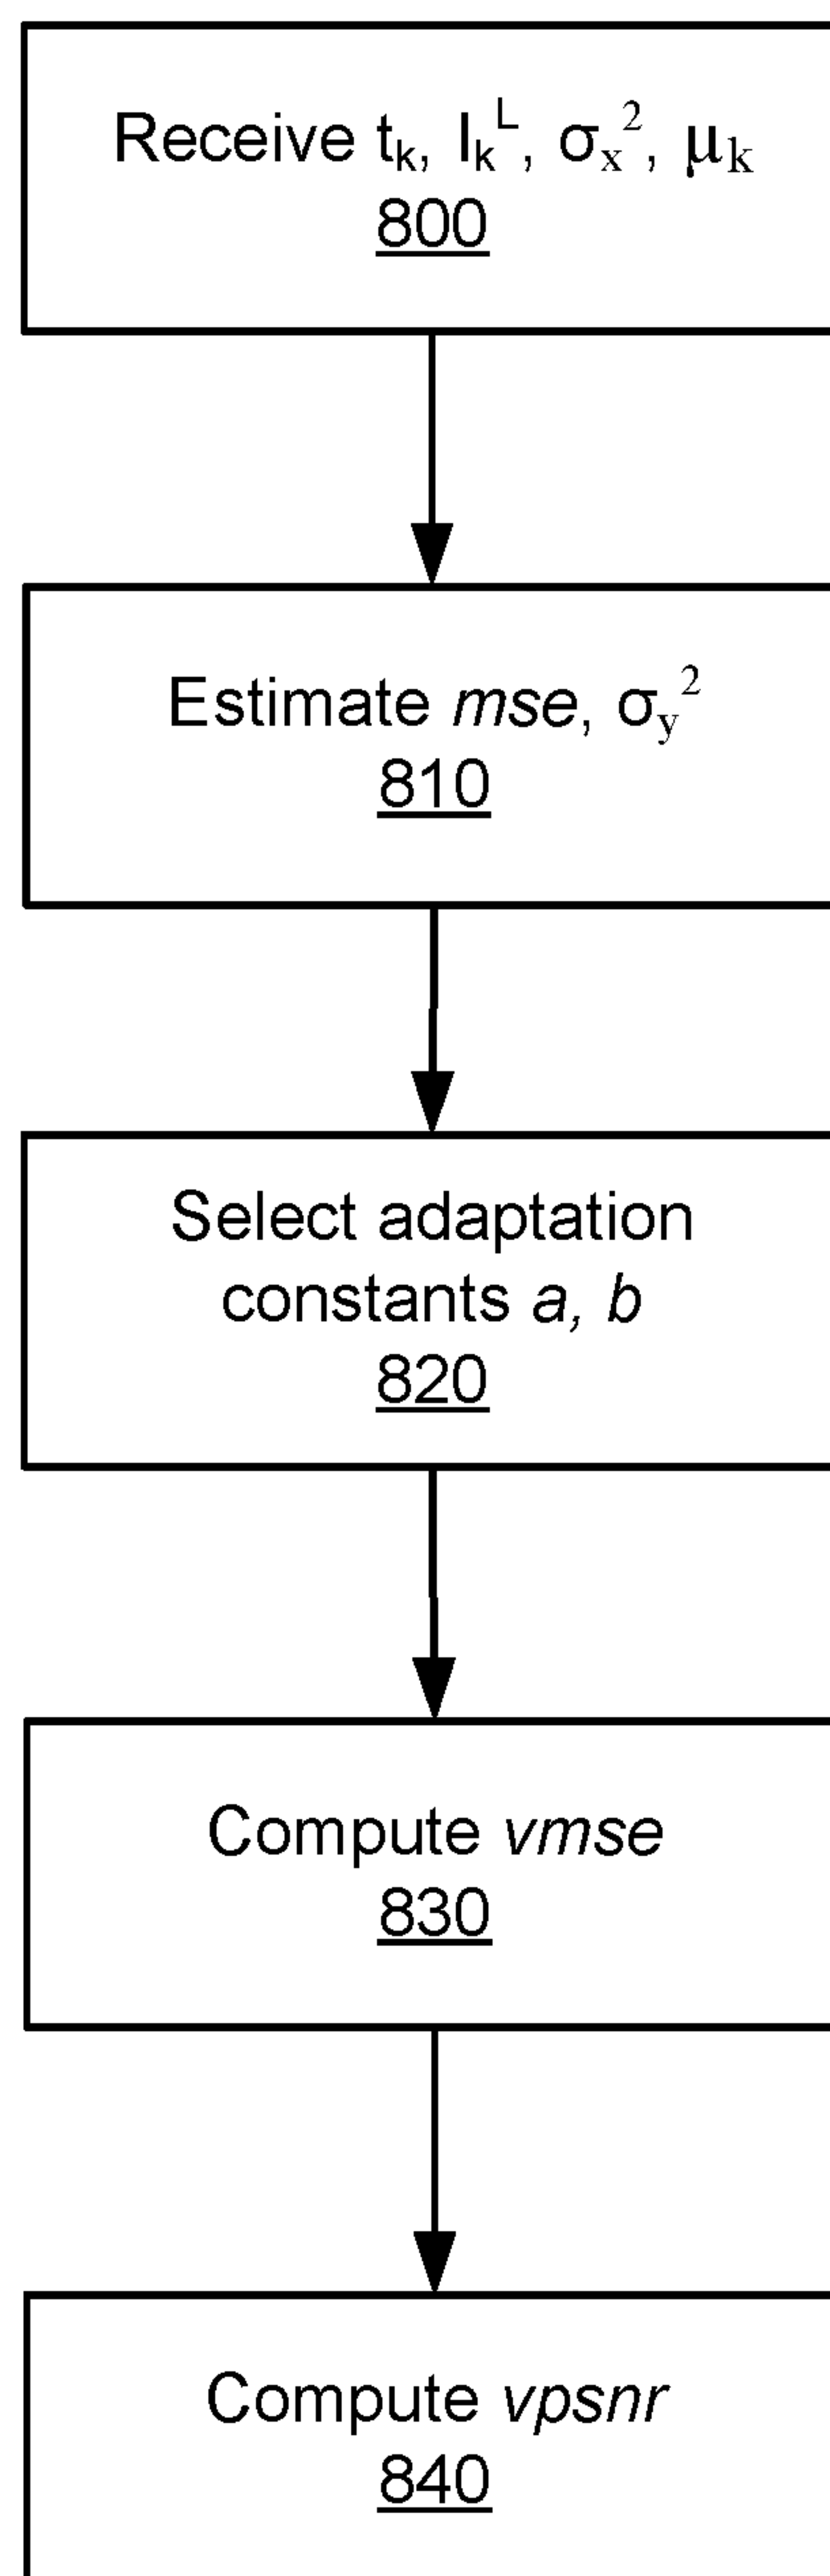 Receive tₖ, Iₖᴸ, σₓ², μₖ
800
Estimate mse, σᵧ²
810
Select adaptation
constants a, b
820
Compute vmse
830
Compute vpsnr
840